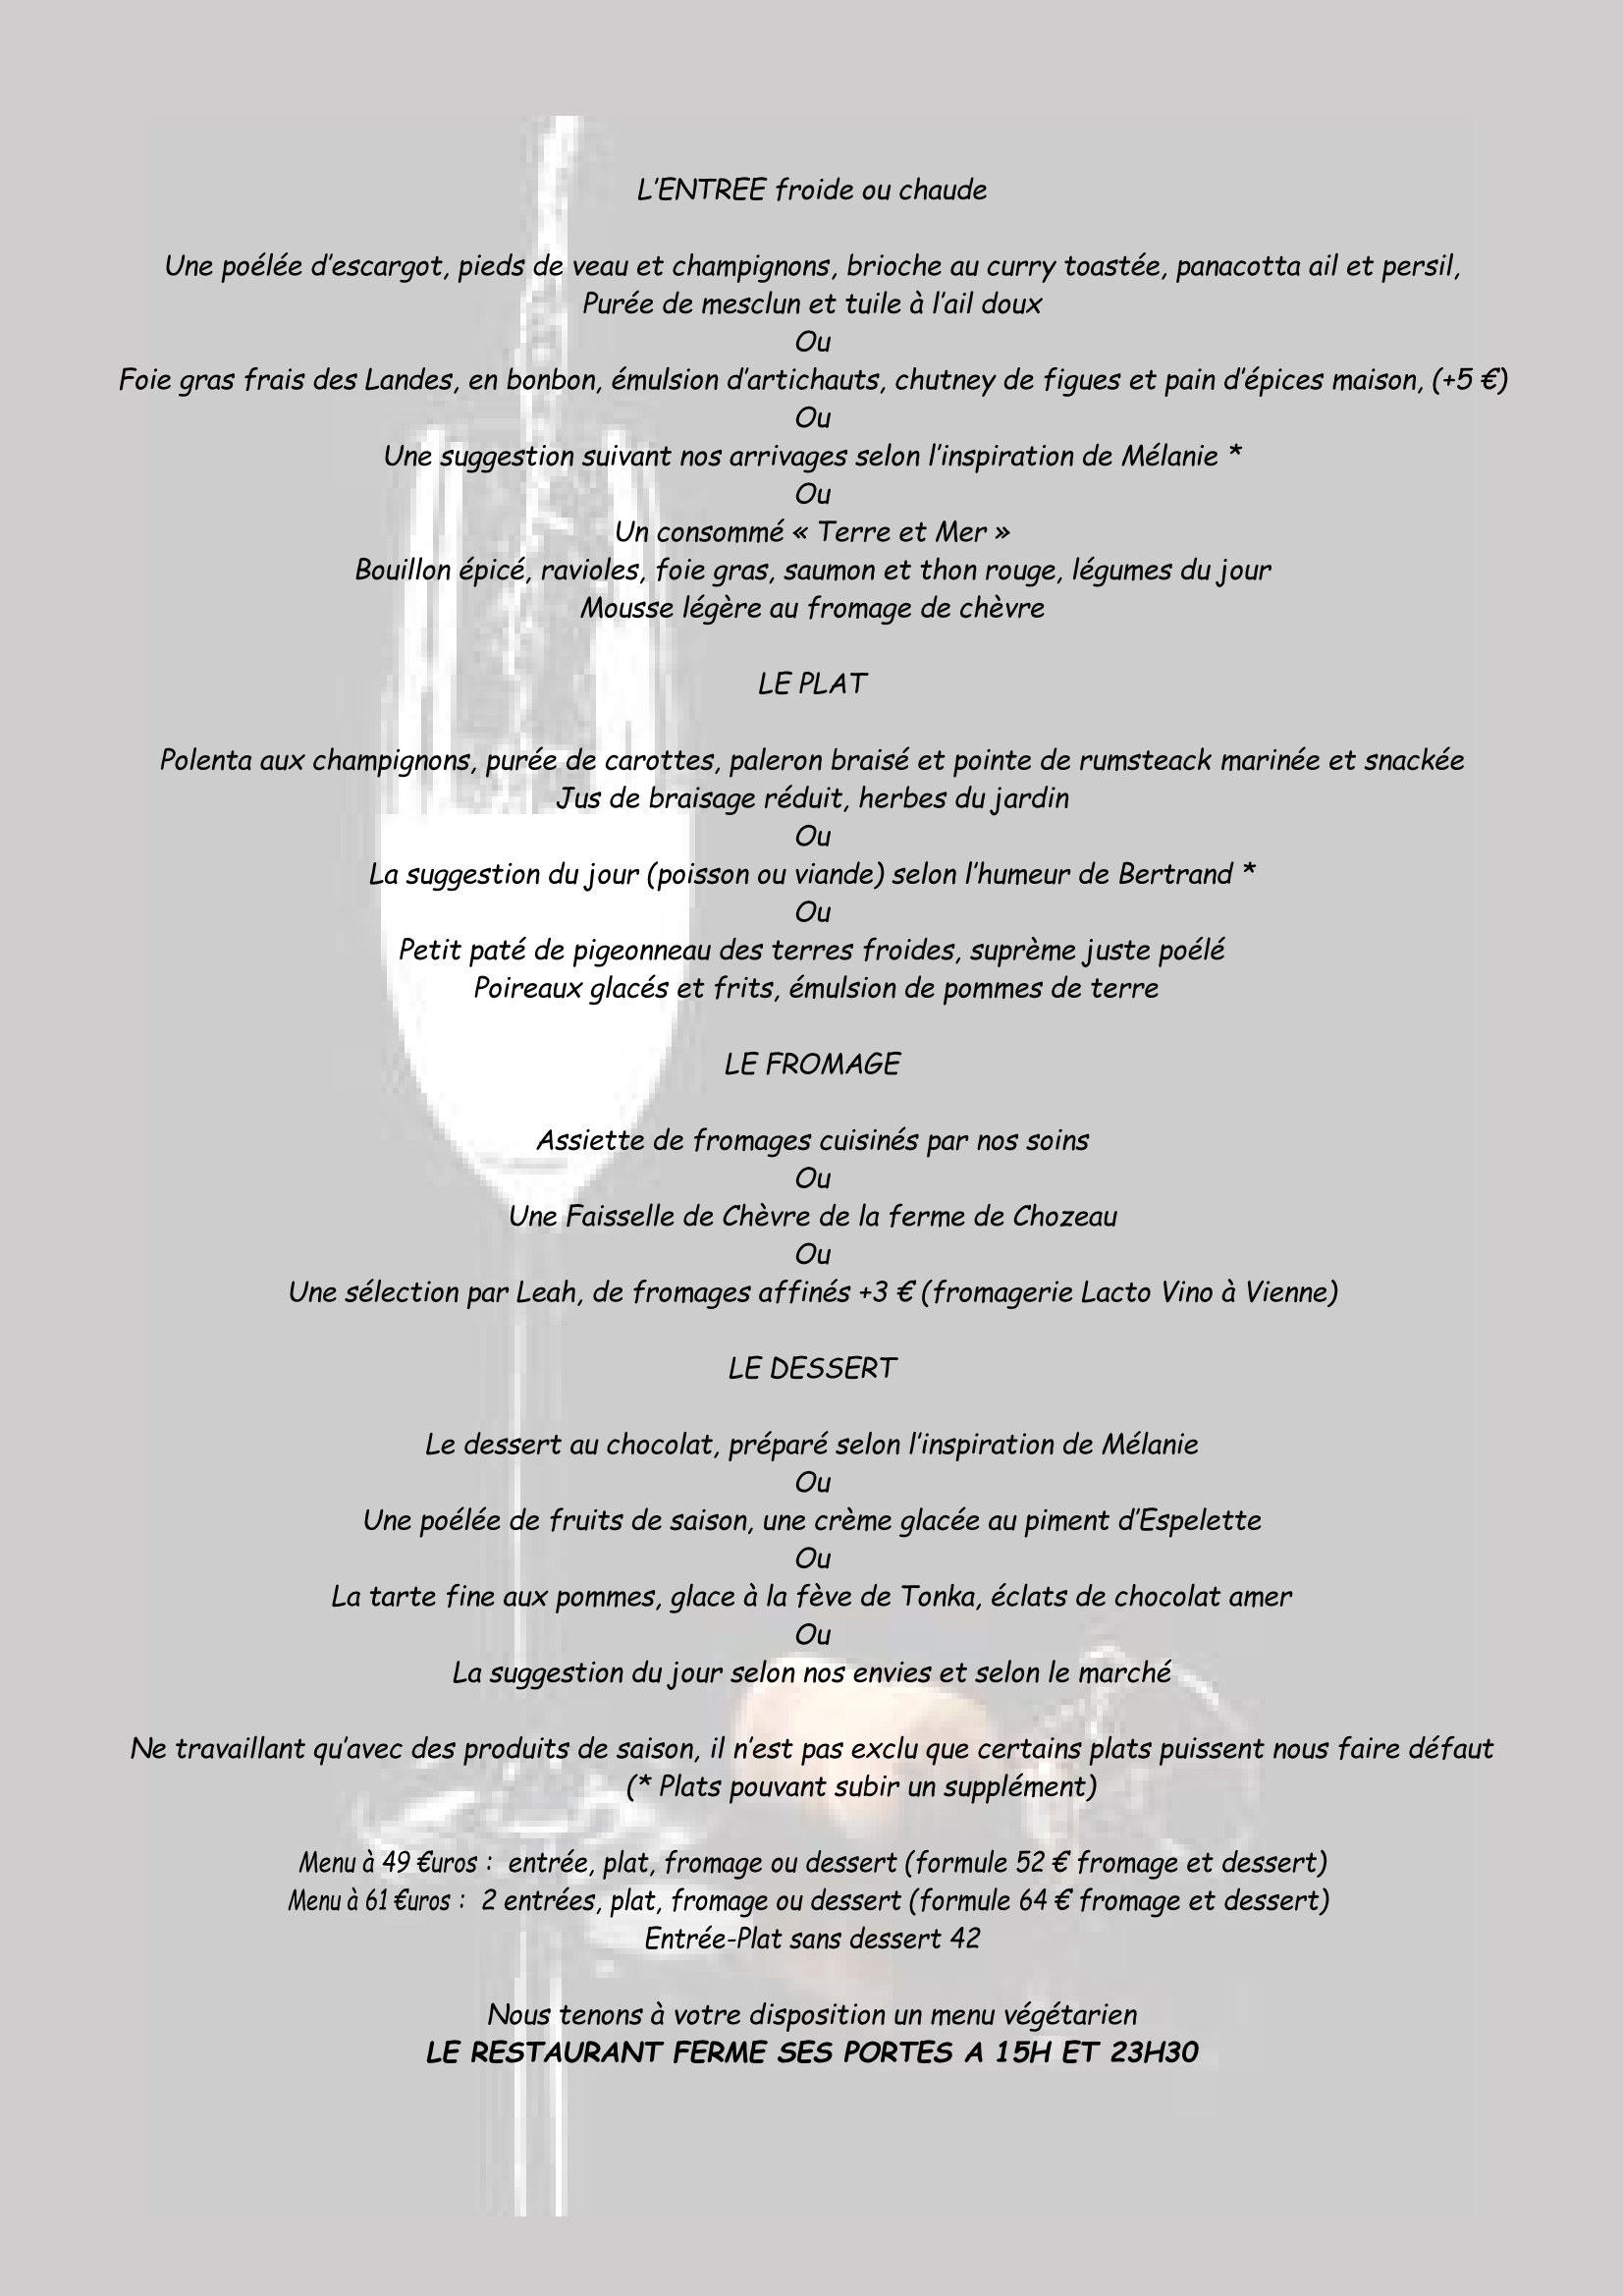 L'ENTREE froide ou chaude
Une poélée d'escargot, pieds de veau et champignons, brioche au curry toastée, panacotta ail et persil,
Purée de mesclun et tuile à l'ail doux
Ou
Foie gras frais des Landes, en bonbon, émulsion d'artichauts, chutney de figues et pain d'épices maison, (+5 €)
Ou
Une suggestion suivant nos arrivages selon l'inspiration de Mélanie *
Ou
Un consommé « Terre et Mer »
Bouillon épicé, ravioles, foie gras, saumon et thon rouge, légumes du jour
Mousse légère au fromage de chèvre
LE PLAT
Polenta aux champignons, purée de carottes, paleron braisé et pointe de rumsteack marinée et snackée
Jus de braisage réduit, herbes du jardin
Ou
La suggestion du jour (poisson ou viande) selon l'humeur de Bertrand *
Ou
Petit paté de pigeonneau des terres froides, suprème juste poélé
Poireaux glacés et frits, émulsion de pommes de terre
LE FROMAGE
Assiette de fromages cuisinés par nos soins
Ou
Une Faisselle de Chèvre de la ferme de Chozeau
Ou
Une sélection par Leah, de fromages affinés +3 € (fromagerie Lacto Vino à Vienne)
LE DESSERT
Le dessert au chocolat, préparé selon l'inspiration de Mélanie
Ou
Une poélée de fruits de saison, une crème glacée au piment d'Espelette
Ou
La tarte fine aux pommes, glace à la fève de Tonka, éclats de chocolat amer
Ou
La suggestion du jour selon nos envies et selon le marché
Ne travaillant qu'avec des produits de saison, il n'est pas exclu que certains plats puissent nous faire défaut
(* Plats pouvant subir un supplément)
Menu à 49 €uros : entrée, plat, fromage ou dessert (formule 52 € fromage et dessert)
Menu à 61 €uros : 2 entrées, plat, fromage ou dessert (formule 64 € fromage et dessert)
Entrée-Plat sans dessert 42
Nous tenons à votre disposition un menu végétarien
LE RESTAURANT FERME SES PORTES A 15H ET 23H30